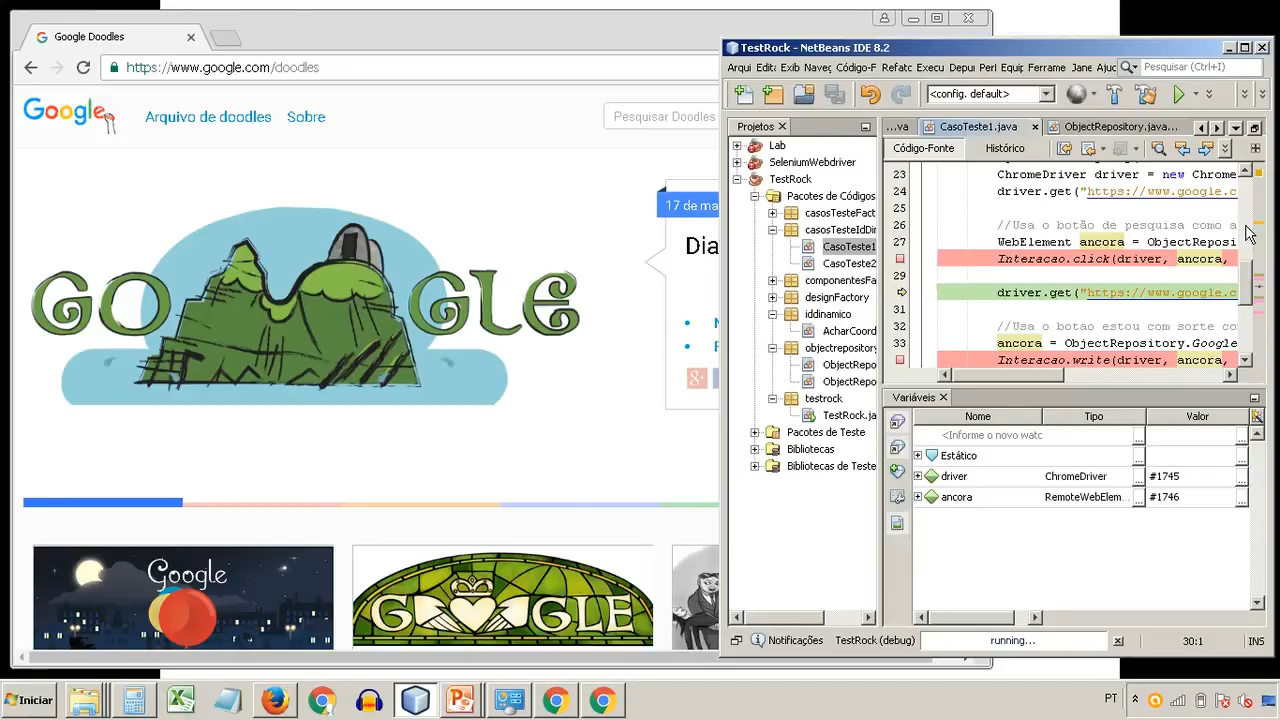 Google Doodles
https://www.google.com/doodles
Google
Arquivo de doodles
Sobre
Pesquisar Doodles
17 de ma
Dia
GOOGLE
Google
GOOGLE
TestRock - NetBeans IDE 8.2
Arqui Edita Exib Naveg Código-F Refato Execu Depui Perl Equip Ferrame Jane Ajuc
Pesquisar (Ctrl+I)
<config. default>
Projetos
...va
CasoTeste1.java
ObjectRepository.java...
Código-Fonte
Histórico
Lab
SeleniumWebdriver
TestRock
Pacotes de Códigos
casosTesteFact
casosTesteIdDin
CasoTeste1
CasoTeste2
componentesFa
designFactory
iddinamico
AcharCoord
objectrepository
ObjectRepo
ObjectRepo
testrock
TestRock.ja
Pacotes de Teste
Bibliotecas
Bibliotecas de Teste
23 ChromeDriver driver = new Chrome
24 driver.get("https://www.google.c
25
26 //Usa o botão de pesquisa como a
27 WebElement ancora = ObjectReposi
Interacao.click(driver, ancora,
29
driver.get("https://www.google.c
31
32 //Usa o botao estou com sorte co
33 ancora = ObjectRepository.Google
Interacao.write(driver, ancora,
Variáveis
Nome Tipo Valor
<Informe o novo watc
Estático
driver ChromeDriver #1745
ancora RemoteWebElem... #1746
Notificações
TestRock (debug)
running...
30:1
INS
Iniciar
PT